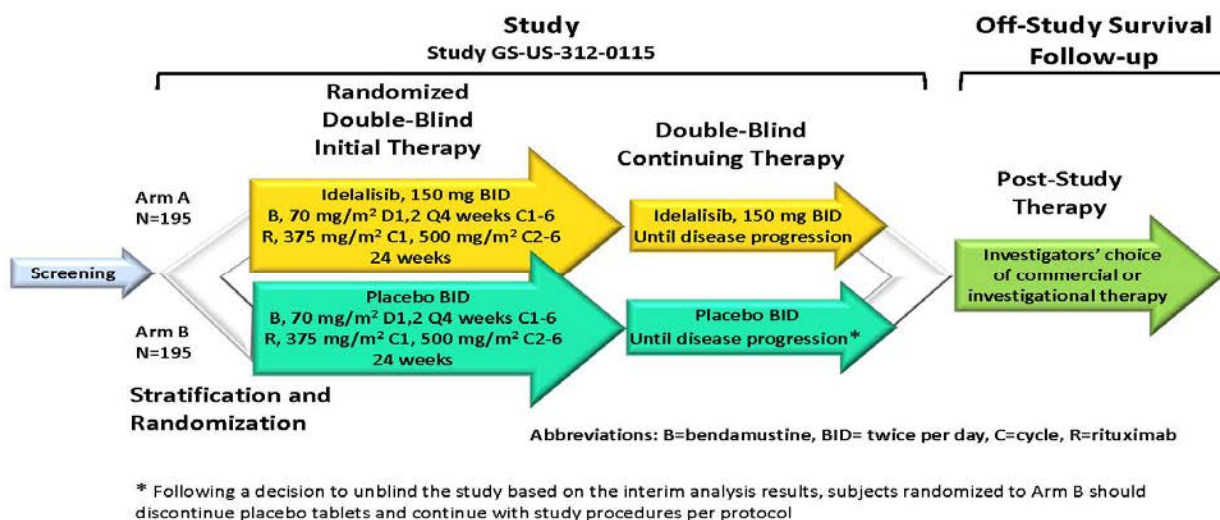 Study
Study GS-US-312-0115
Off-Study Survival
Follow-up
Randomized
Double-Blind
Initial Therapy
Double-Blind
Continuing Therapy
Post-Study
Therapy
Arm A
N=195
Idelalisib, 150 mg BID
B, 70 mg/m² D1,2 Q4 weeks C1-6
R, 375 mg/m² C1, 500 mg/m² C2-6
24 weeks
Idelalisib, 150 mg BID
Until disease progression
Screening
Investigators' choice
of commercial or
investigational therapy
Arm B
N=195
Placebo BID
B, 70 mg/m² D1,2 Q4 weeks C1-6
R, 375 mg/m² C1, 500 mg/m² C2-6
24 weeks
Placebo BID
Until disease progression*
Stratification and
Randomization
Abbreviations: B=bendamustine, BID= twice per day, C=cycle, R=rituximab
* Following a decision to unblind the study based on the interim analysis results, subjects randomized to Arm B should
discontinue placebo tablets and continue with study procedures per protocol